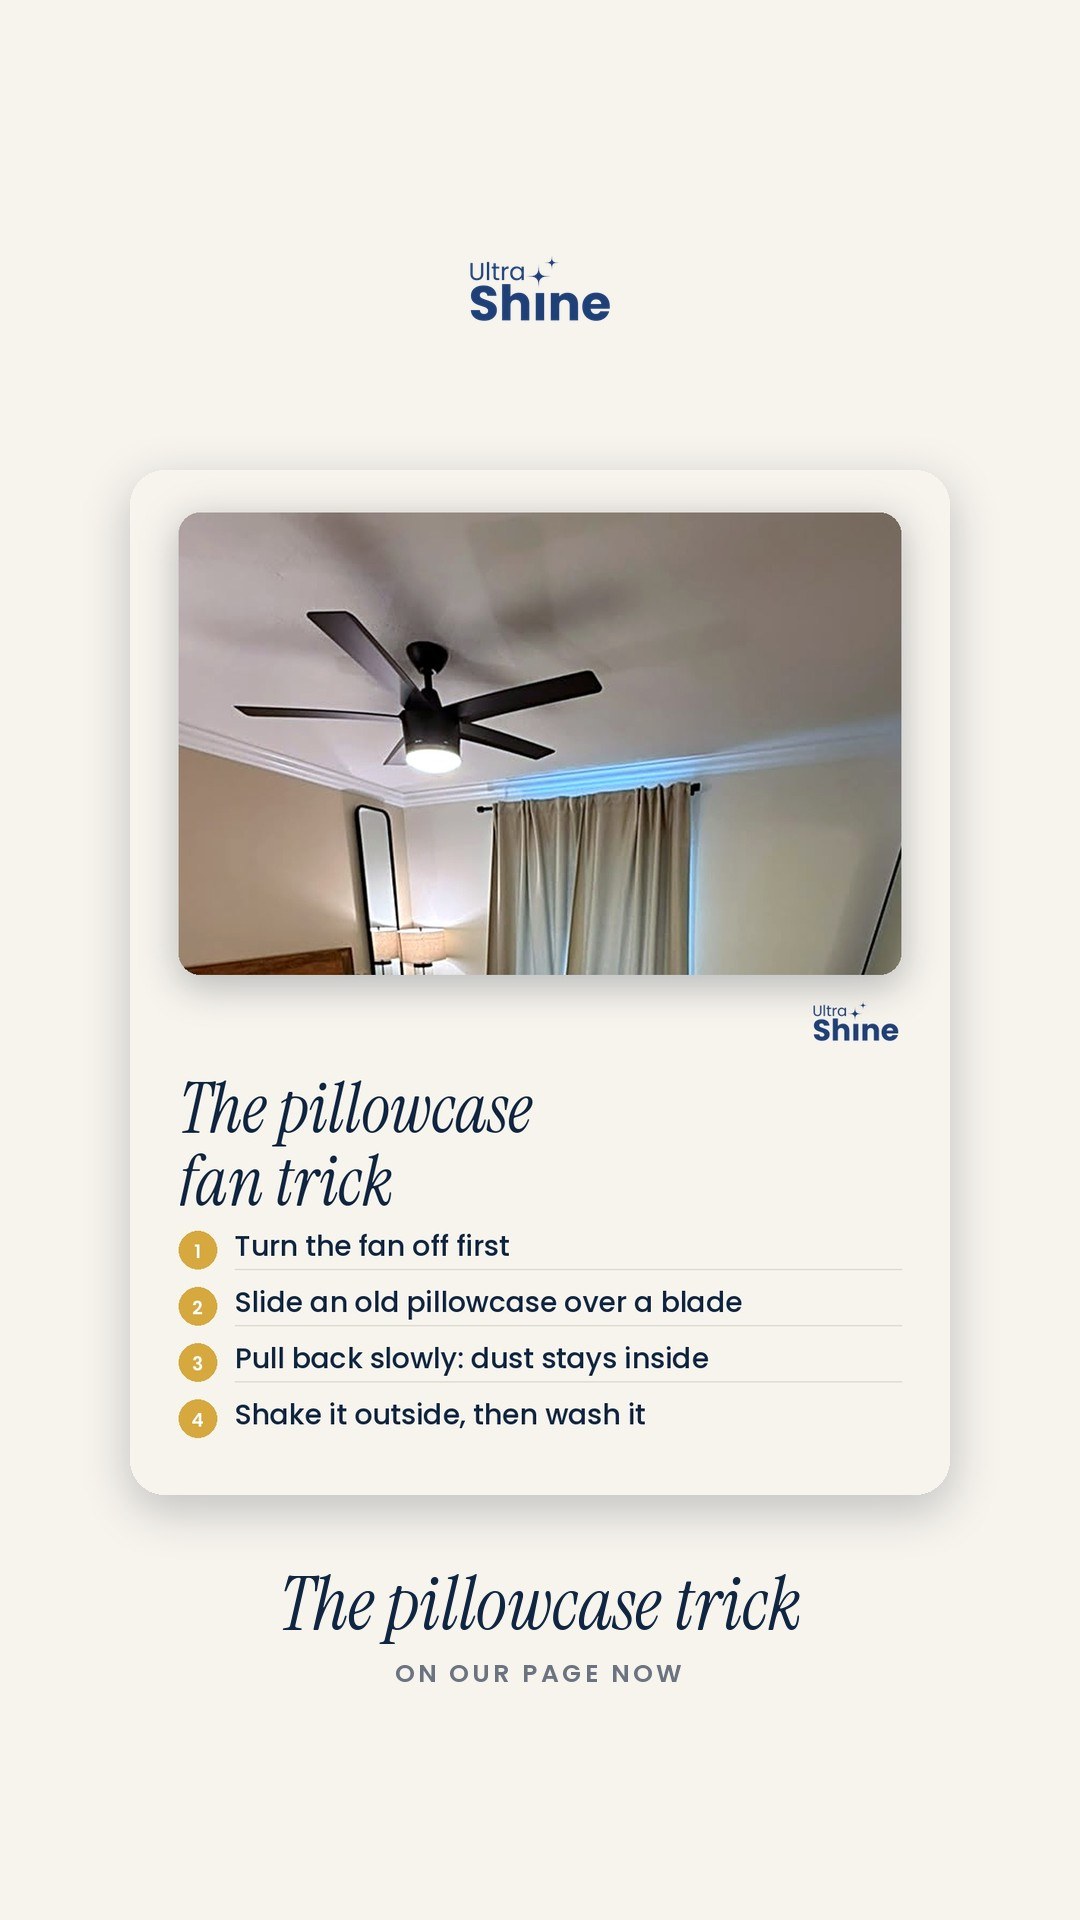 Ultra
Shine
Ultra
Shine
The pillowcase
fan trick
1 Turn the fan off first
2 Slide an old pillowcase over a blade
3 Pull back slowly: dust stays inside
4 Shake it outside, then wash it
The pillowcase trick
ON OUR PAGE NOW